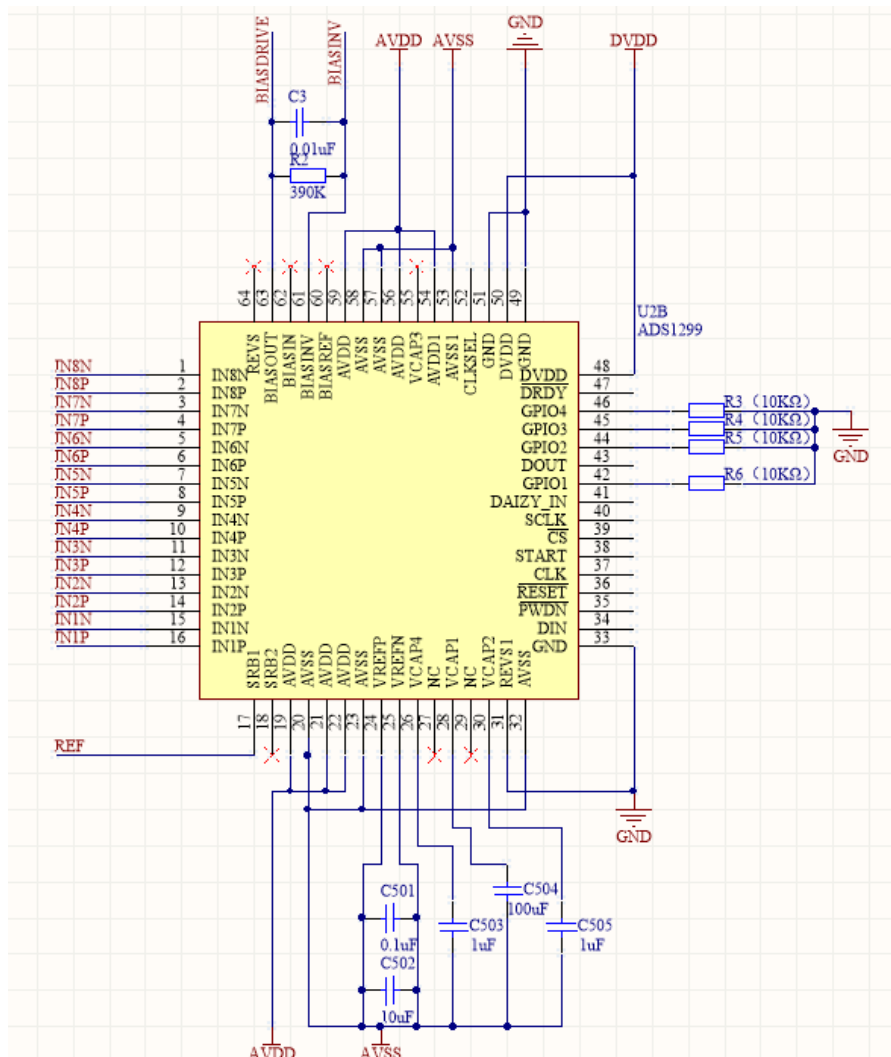 BIASDRIVE
BIASINV
AVDD
AVSS
GND
DVDD
C3
0.01uF
R2
390K
64
63
62
61
60
59
58
57
56
55
54
53
52
51
50
49
REVS
BIASOUT
BIASIN
BIASINV
BIASREF
AVDD
AVSS
AVSS
AVDD
VCAP3
AVDD1
AVSS1
CLKSEL
GND
DVDD
GND
U2B
ADS1299
IN8N 1 IN8N
IN8P 2 IN8P
IN7N 3 IN7N
IN7P 4 IN7P
IN6N 5 IN6N
IN6P 6 IN6P
IN5N 7 IN5N
IN5P 8 IN5P
IN4N 9 IN4N
IN4P 10 IN4P
IN3N 11 IN3N
IN3P 12 IN3P
IN2N 13 IN2N
IN2P 14 IN2P
IN1N 15 IN1N
IN1P 16 IN1P
DVDD 48
DRDY 47
GPIO4 46 R3（10KΩ）
GPIO3 45 R4（10KΩ）
GPIO2 44 R5（10KΩ）
DOUT 43
GPIO1 42 R6（10KΩ）
DAIZY_IN 41
SCLK 40
CS 39
START 38
CLK 37
RESET 36
PWDN 35
DIN 34
GND 33
GND
SRB1
SRB2
AVDD
AVSS
AVDD
AVDD
AVSS
VREFP
VREFN
VCAP4
NC
VCAP1
NC
VCAP2
REVS1
AVSS
17
18
19
20
21
22
23
24
25
26
27
28
29
30
31
32
REF
GND
C501
0.1uF
C502
10uF
C503
1uF
C504
100uF
C505
1uF
AVDD
AVSS